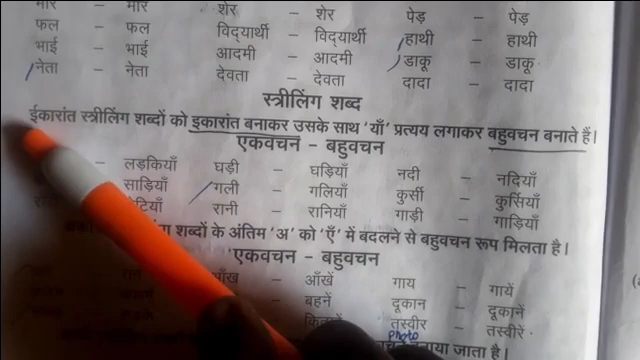 मोर – मोर शेर – शेर पेड़ – पेड़
फल – फल विद्यार्थी – विद्यार्थी हाथी – हाथी
भाई – भाई आदमी – आदमी डाकू – डाकू
नेता – नेता देवता – देवता दादा – दादा
स्त्रीलिंग शब्द
ईकारांत स्त्रीलिंग शब्दों को इकारांत बनाकर उसके साथ 'याँ' प्रत्यय लगाकर बहुवचन बनाते हैं।
एकवचन – बहुवचन
– लड़कियाँ घड़ी – घड़ियाँ नदी – नदियाँ
साड़ियाँ गली – गलियाँ कुर्सी – कुर्सियाँ
रानी – रानियाँ गाड़ी – गाड़ियाँ
शब्दों के अंतिम 'अ' को 'एँ' में बदलने से बहुवचन रूप मिलता है।
एकवचन – बहुवचन
– आँखें गाय – गायें
– बहनें दूकान – दूकानें
तस्वीर – तस्वीरें
photo
जाता है।